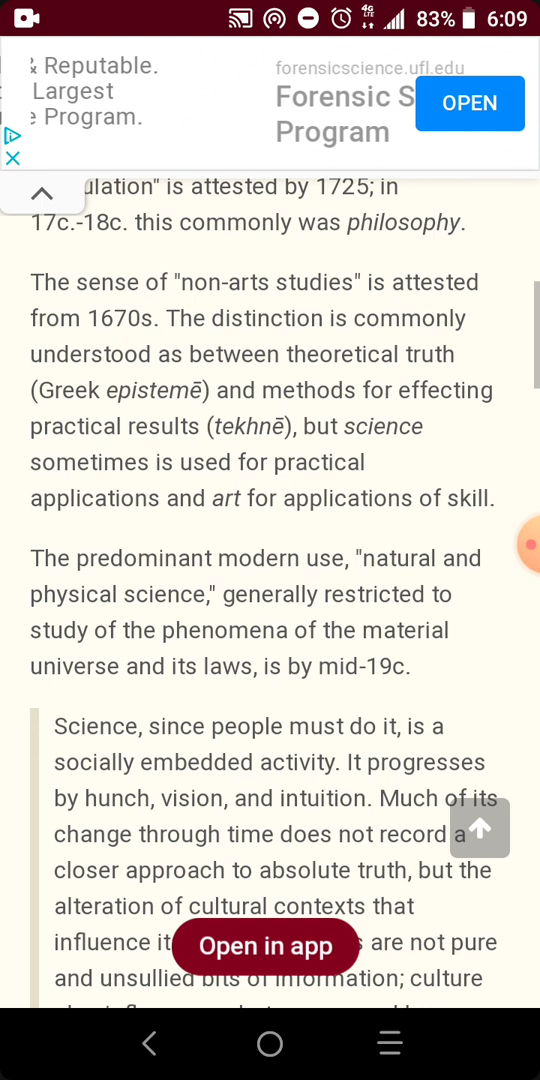 83% 6:09
4G
LTE
& Reputable.
Largest
e Program.
forensicscience.ufl.edu
Forensic S
Program
OPEN
ulation" is attested by 1725; in
17c.-18c. this commonly was philosophy.
The sense of "non-arts studies" is attested
from 1670s. The distinction is commonly
understood as between theoretical truth
(Greek epistemē) and methods for effecting
practical results (tekhnē), but science
sometimes is used for practical
applications and art for applications of skill.
The predominant modern use, "natural and
physical science," generally restricted to
study of the phenomena of the material
universe and its laws, is by mid-19c.
Science, since people must do it, is a
socially embedded activity. It progresses
by hunch, vision, and intuition. Much of its
change through time does not record a
closer approach to absolute truth, but the
alteration of cultural contexts that
influence it are not pure
Open in app
and unsullied bits of information; culture